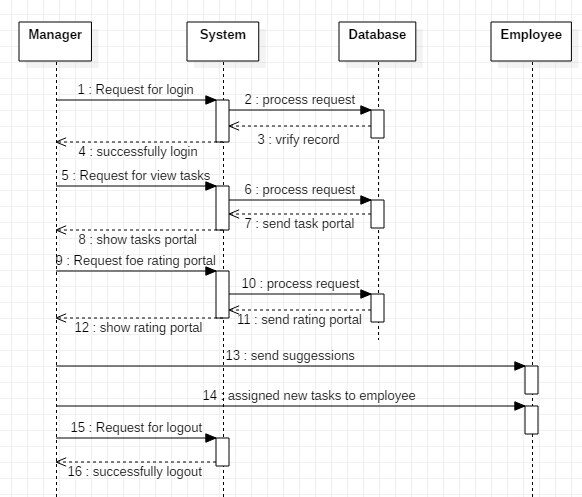 Manager System Database Employee
1 : Request for login
2 : process request
3 : vrify record
4 : successfully login
5 : Request for view tasks
6 : process request
7 : send task portal
8 : show tasks portal
9 : Request foe rating portal
10 : process request
11 : send rating portal
12 : show rating portal
13 : send suggessions
14 : assigned new tasks to employee
15 : Request for logout
16 : successfully logout